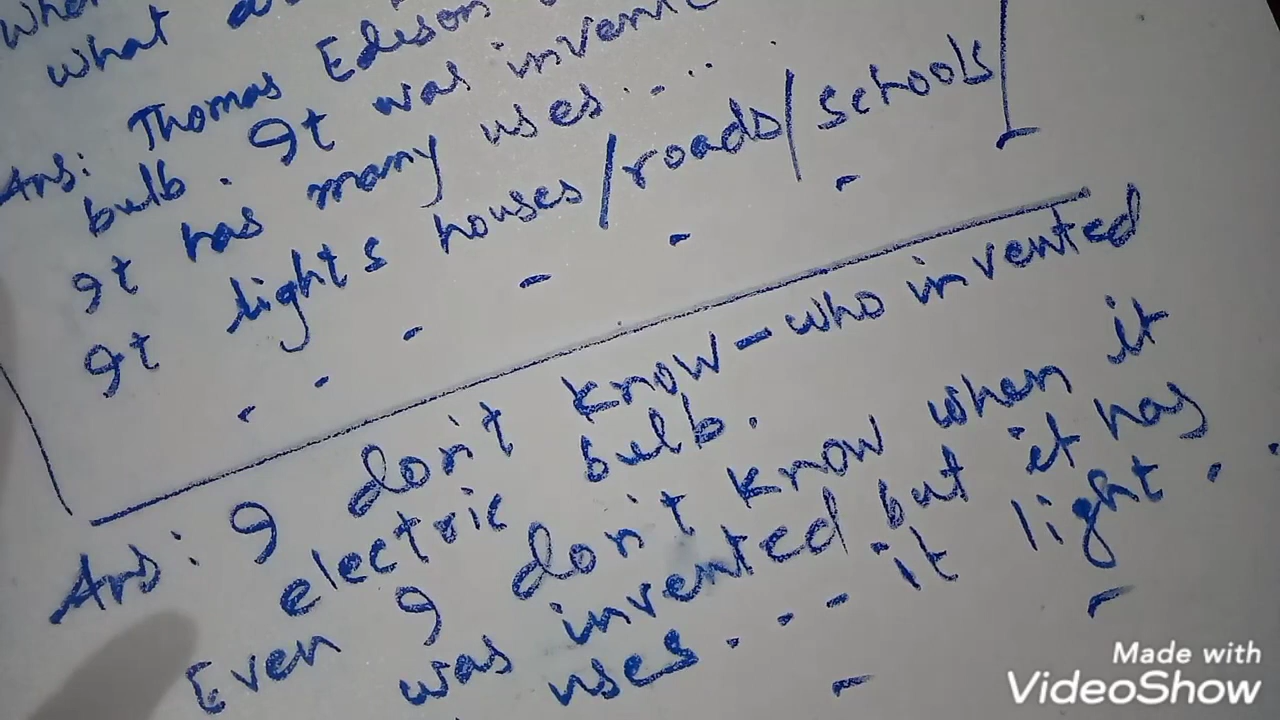 what
Ans: Thomas Edison
bulb. It was invente
It has many uses...
It lights houses/roads/schools
Ans: I don't know - who invented
electric bulb.
Even I don't know when it
was invented but it has
uses... it light.
Made with
VideoShow